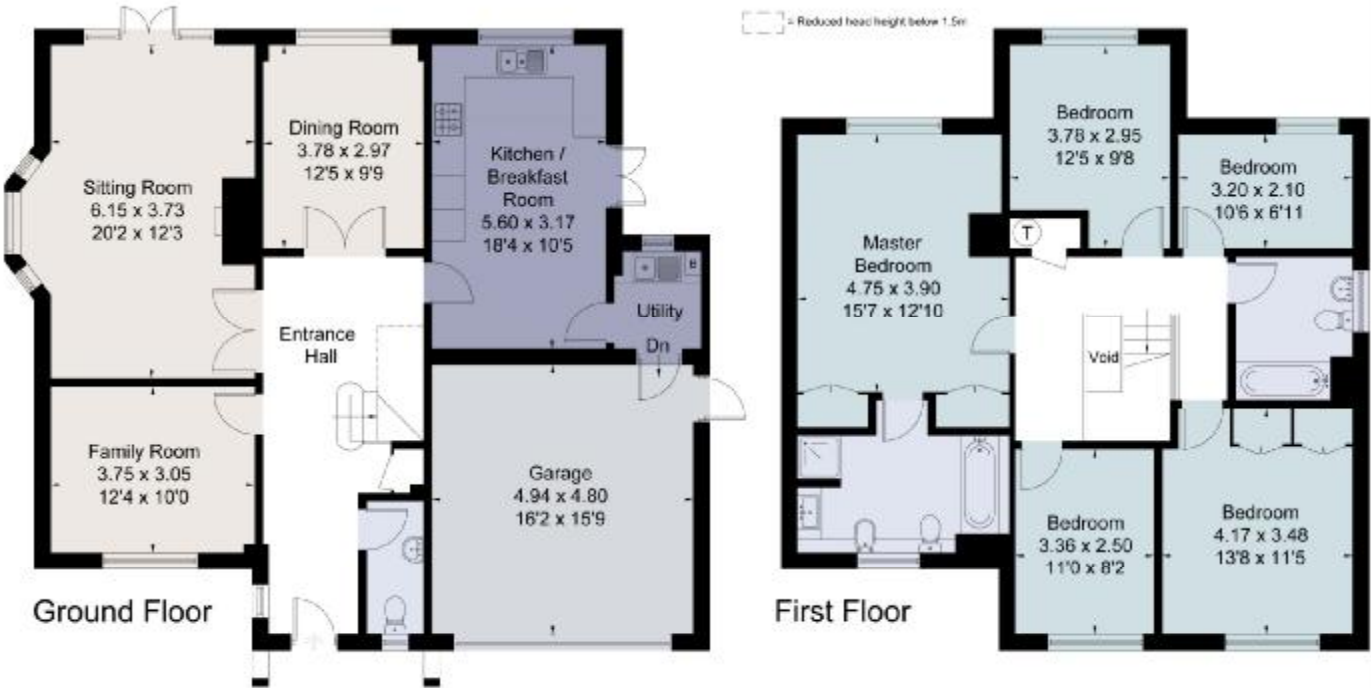 = Reduced head height below 1.5m
Sitting Room
6.15 x 3.73
20'2 x 12'3
Dining Room
3.78 x 2.97
12'5 x 9'9
Kitchen /
Breakfast
Room
5.60 x 3.17
18'4 x 10'5
B
Utility
Dn
Entrance
Hall
Family Room
3.75 x 3.05
12'4 x 10'0
Garage
4.94 x 4.80
16'2 x 15'9
Ground Floor
Bedroom
3.78 x 2.95
12'5 x 9'8
Bedroom
3.20 x 2.10
10'6 x 6'11
T
Master
Bedroom
4.75 x 3.90
15'7 x 12'10
Void
Bedroom
3.36 x 2.50
11'0 x 8'2
Bedroom
4.17 x 3.48
13'8 x 11'5
First Floor